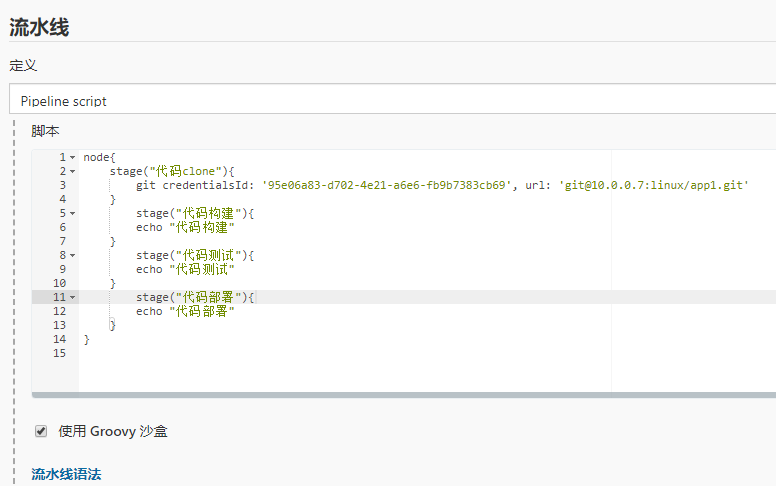 流水线
定义
Pipeline script
脚本
1 node{
2 stage("代码clone"){
3 git credentialsId: '95e06a83-d702-4e21-a6e6-fb9b7383cb69', url: 'git@10.0.0.7:linux/app1.git'
4 }
5 stage("代码构建"){
6 echo "代码构建"
7 }
8 stage("代码测试"){
9 echo "代码测试"
10 }
11 stage("代码部署"){
12 echo "代码部署"
13 }
14 }
15
使用 Groovy 沙盒
流水线语法